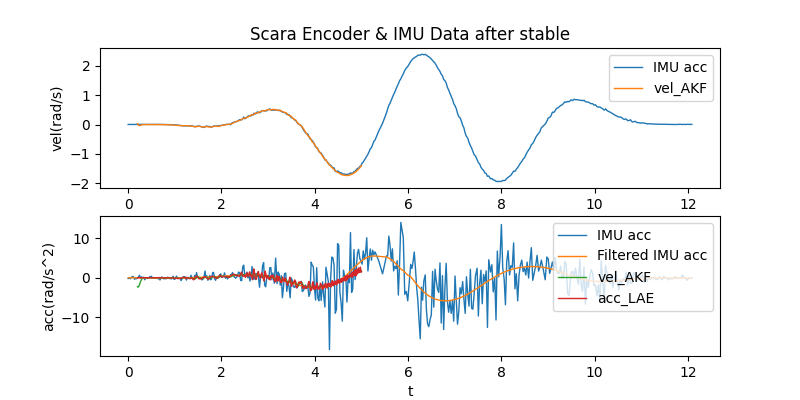 Scara Encoder & IMU Data after stable
vel(rad/s)
2
1
0
−1
−2
IMU acc
vel_AKF
0 2 4 6 8 10 12
acc(rad/s^2)
10
0
−10
IMU acc
Filtered IMU acc
vel_AKF
acc_LAE
0 2 4 6 8 10 12
t